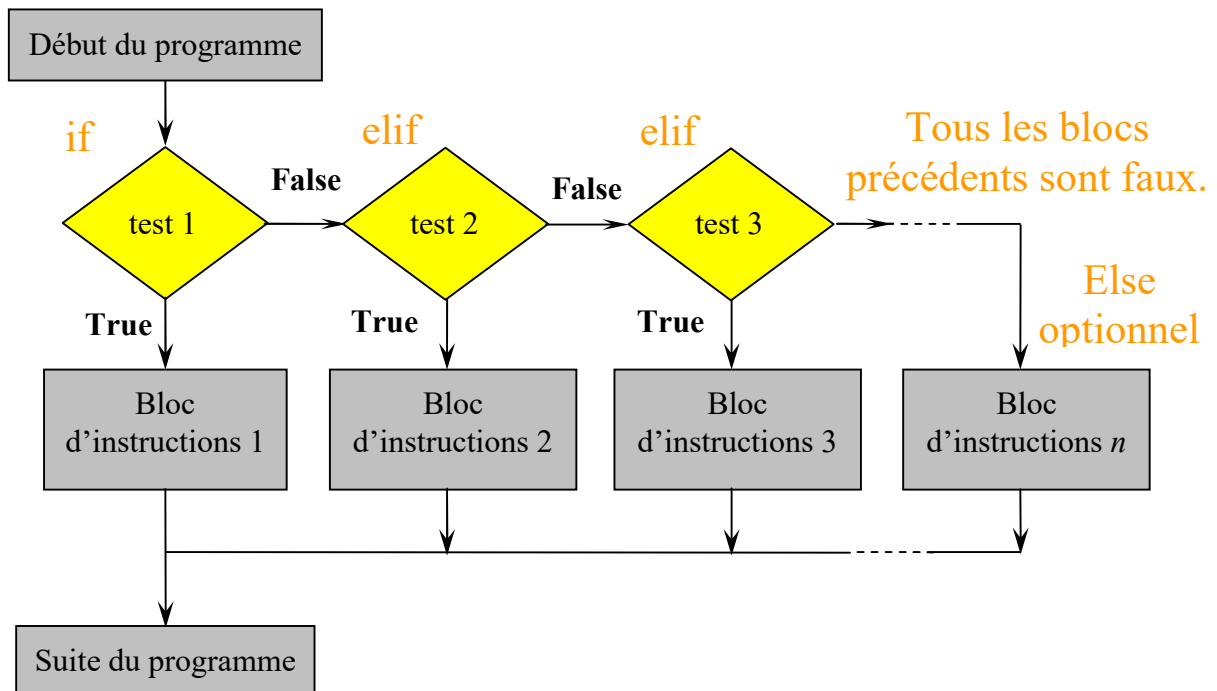 Début du programme
if
elif
elif
Tous les blocs
précédents sont faux.
False
False
test 1
test 2
test 3
Else
optionnel
True
True
True
Bloc
d’instructions 1
Bloc
d’instructions 2
Bloc
d’instructions 3
Bloc
d’instructions n
Suite du programme